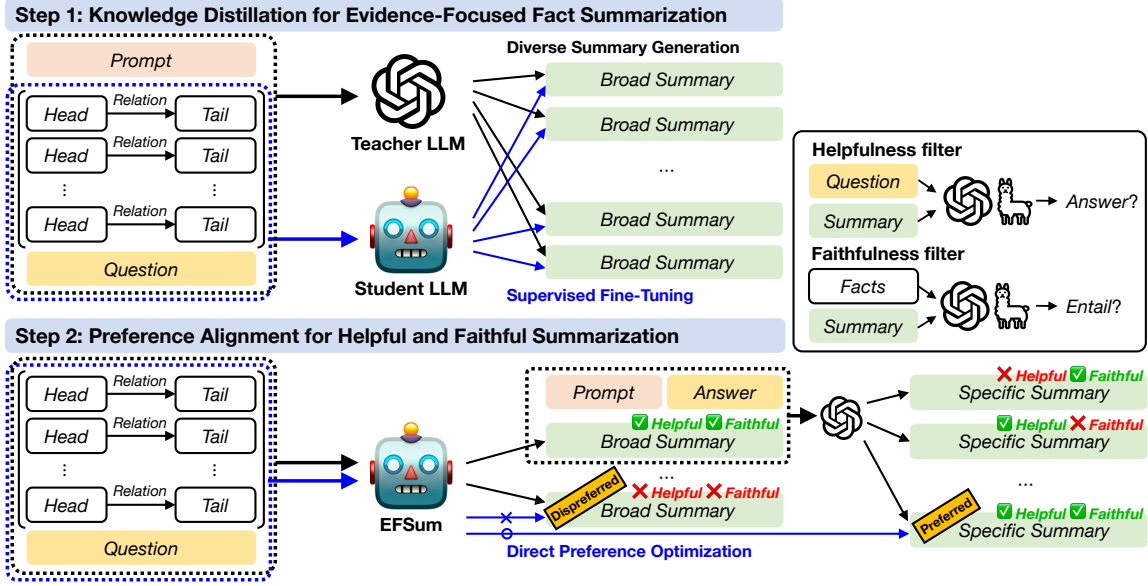 Step 1: Knowledge Distillation for Evidence-Focused Fact Summarization
Prompt
Head
Relation
Tail
Head
Relation
Tail
⋮
⋮
Head
Relation
Tail
Question
Teacher LLM
Student LLM
Diverse Summary Generation
Broad Summary
Broad Summary
...
Broad Summary
Broad Summary
Supervised Fine-Tuning
Helpfulness filter
Question
Summary
Answer?
Faithfulness filter
Facts
Summary
Entail?
Step 2: Preference Alignment for Helpful and Faithful Summarization
Head
Relation
Tail
Head
Relation
Tail
⋮
⋮
Head
Relation
Tail
Question
EFSum
Prompt
Answer
✅ Helpful ✅ Faithful
Broad Summary
...
❌ Helpful ❌ Faithful
Broad Summary
Dispreferred
Direct Preference Optimization
❌ Helpful ✅ Faithful
Specific Summary
✅ Helpful ❌ Faithful
Specific Summary
...
✅ Helpful ✅ Faithful
Specific Summary
Preferred